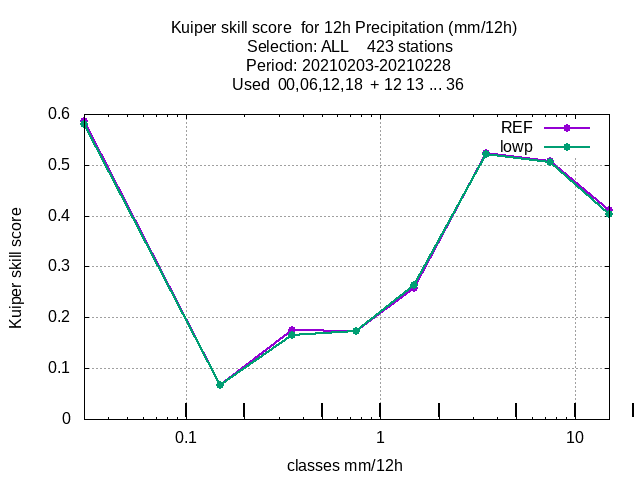 Kuiper skill score  for 12h Precipitation (mm/12h)
Selection: ALL    423 stations
Period: 20210203-20210228
Used  00,06,12,18  + 12 13 ... 36
REF
lowp
0.6
0.5
0.4
0.3
0.2
0.1
0
Kuiper skill score
0.1
1
10
classes mm/12h